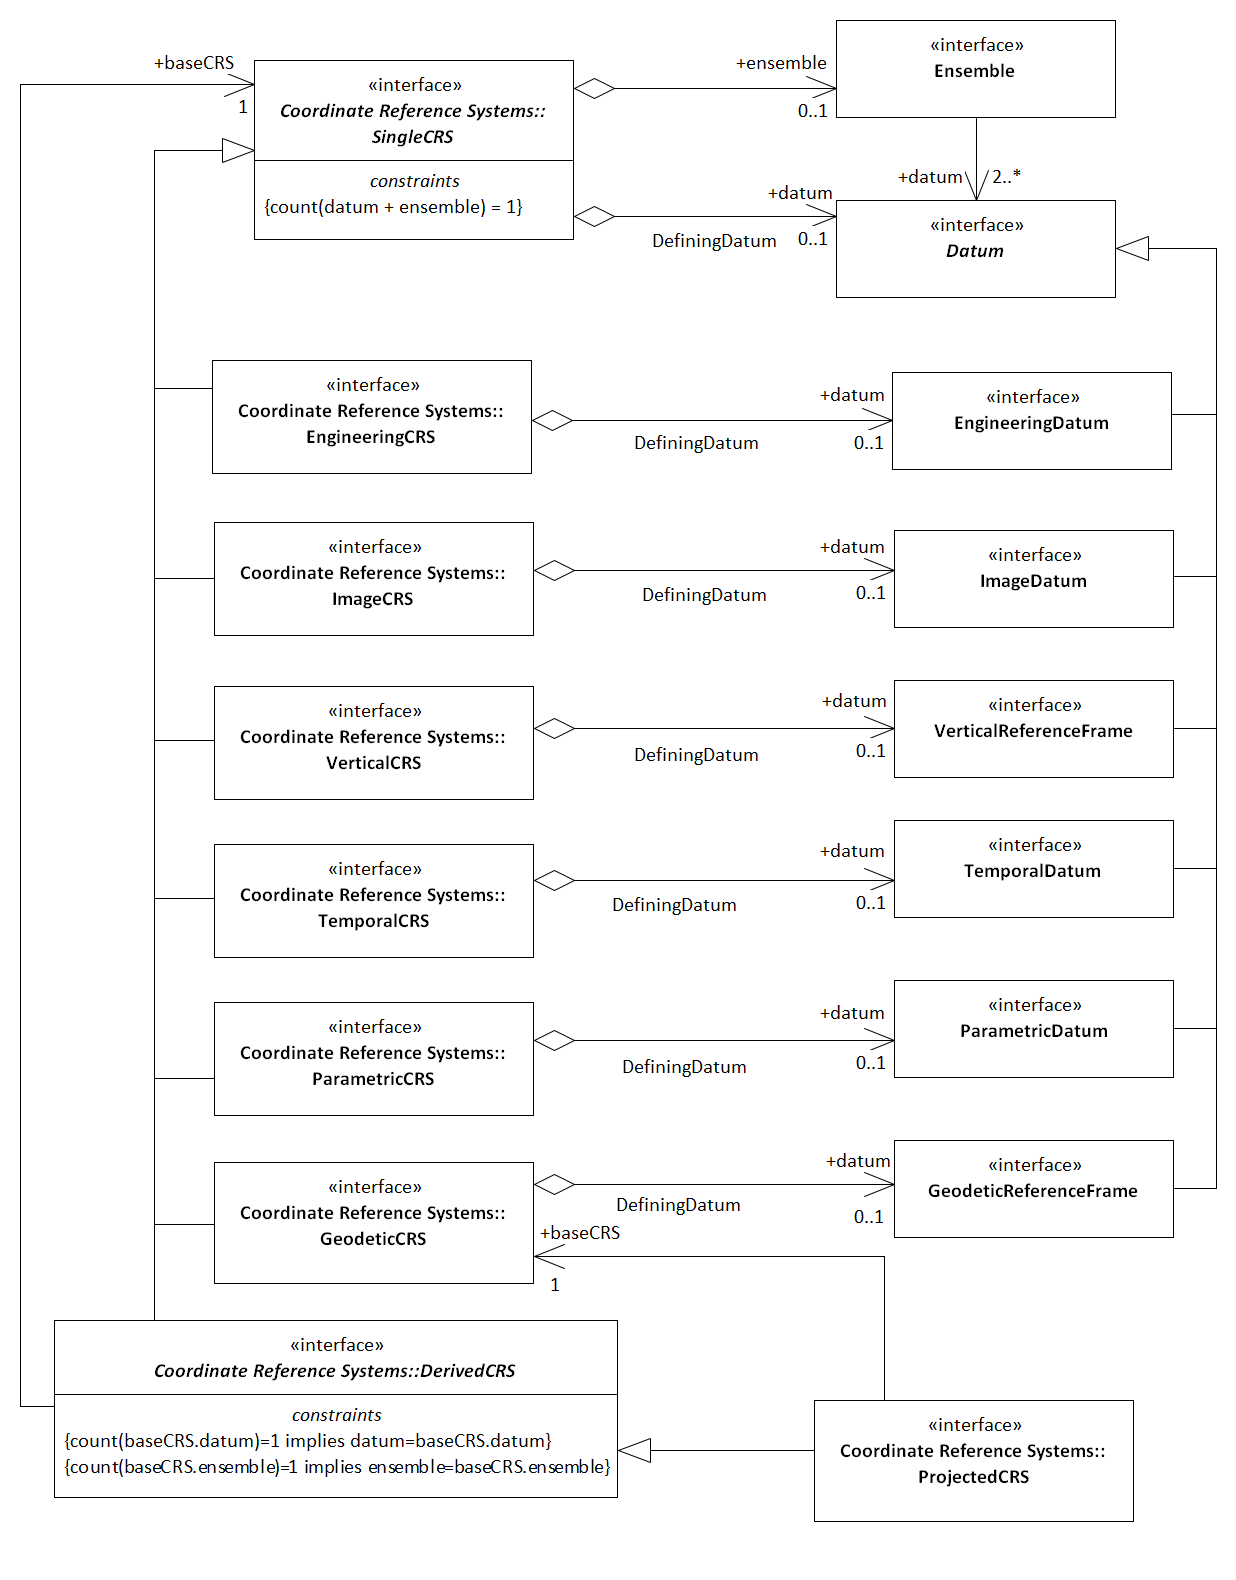 +baseCRS
1
«interface»
Coordinate Reference Systems::
SingleCRS
constraints
{count(datum + ensemble) = 1}
+ensemble
0..1
«interface»
Ensemble
+datum
2..*
+datum
DefiningDatum
0..1
«interface»
Datum
«interface»
Coordinate Reference Systems::
EngineeringCRS
+datum
DefiningDatum
0..1
«interface»
EngineeringDatum
«interface»
Coordinate Reference Systems::
ImageCRS
+datum
DefiningDatum
0..1
«interface»
ImageDatum
«interface»
Coordinate Reference Systems::
VerticalCRS
+datum
DefiningDatum
0..1
«interface»
VerticalReferenceFrame
«interface»
Coordinate Reference Systems::
TemporalCRS
+datum
DefiningDatum
0..1
«interface»
TemporalDatum
«interface»
Coordinate Reference Systems::
ParametricCRS
+datum
DefiningDatum
0..1
«interface»
ParametricDatum
«interface»
Coordinate Reference Systems::
GeodeticCRS
+datum
DefiningDatum
0..1
«interface»
GeodeticReferenceFrame
+baseCRS
1
«interface»
Coordinate Reference Systems::DerivedCRS
constraints
{count(baseCRS.datum)=1 implies datum=baseCRS.datum}
{count(baseCRS.ensemble)=1 implies ensemble=baseCRS.ensemble}
«interface»
Coordinate Reference Systems::
ProjectedCRS